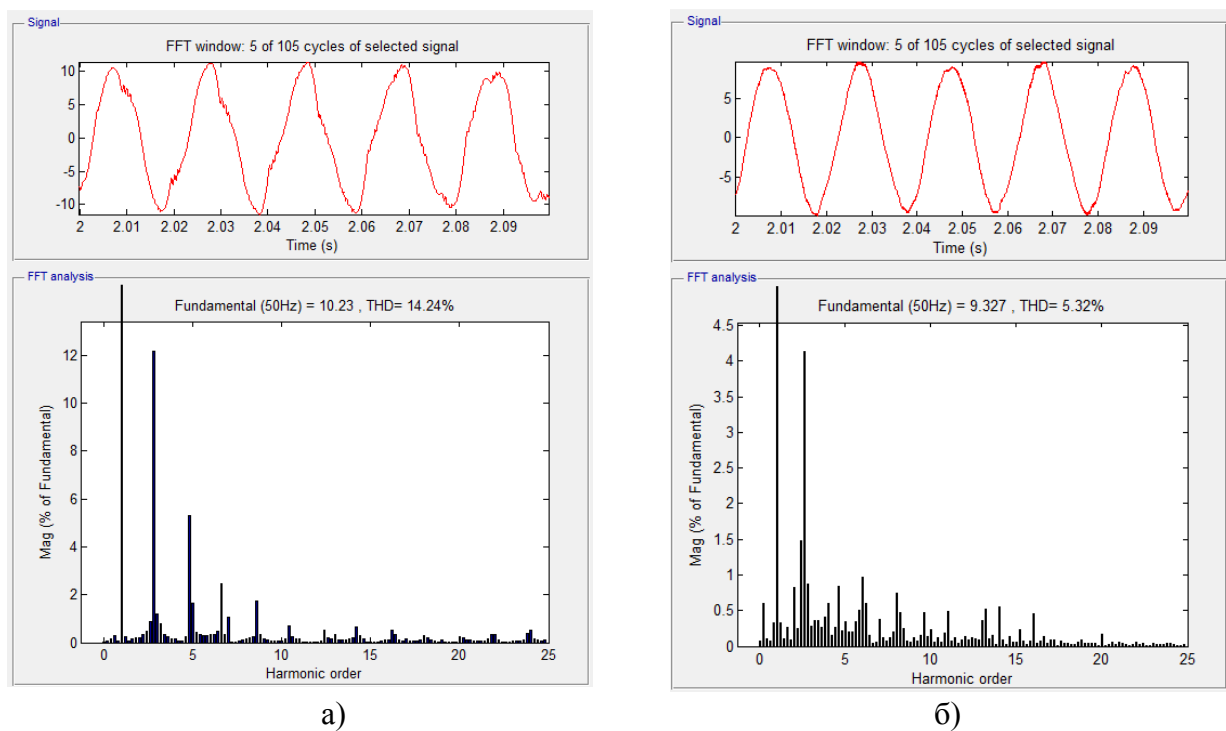 Signal
FFT window: 5 of 105 cycles of selected signal
10
5
0
-5
-10
2 2.01 2.02 2.03 2.04 2.05 2.06 2.07 2.08 2.09
Time (s)
FFT analysis
Fundamental (50Hz) = 10.23 , THD= 14.24%
Mag (% of Fundamental)
12
10
8
6
4
2
0
0 5 10 15 20 25
Harmonic order
а)
Signal
FFT window: 5 of 105 cycles of selected signal
5
0
-5
2 2.01 2.02 2.03 2.04 2.05 2.06 2.07 2.08 2.09
Time (s)
FFT analysis
Fundamental (50Hz) = 9.327 , THD= 5.32%
Mag (% of Fundamental)
4.5
4
3.5
3
2.5
2
1.5
1
0.5
0
0 5 10 15 20 25
Harmonic order
б)